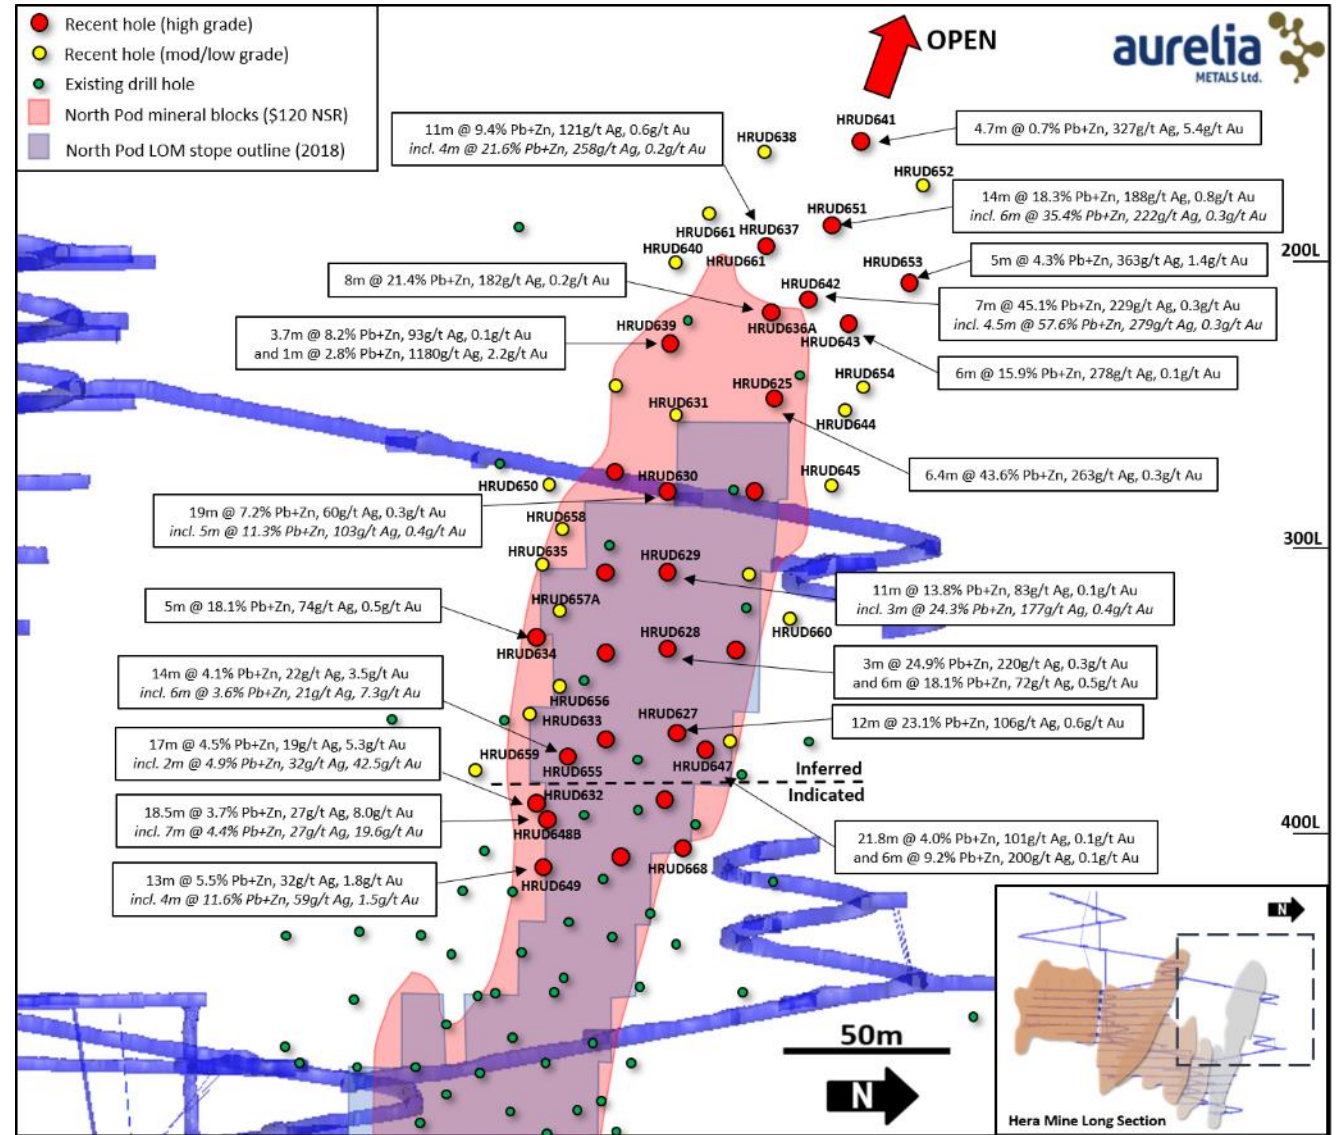 Recent hole (high grade)
Recent hole (mod/low grade)
Existing drill hole
North Pod mineral blocks ($120 NSR)
North Pod LOM stope outline (2018)
OPEN
aurelia
METALS Ltd.
11m @ 9.4% Pb+Zn, 121g/t Ag, 0.6g/t Au
incl. 4m @ 21.6% Pb+Zn, 258g/t Ag, 0.2g/t Au
HRUD638
HRUD641
4.7m @ 0.7% Pb+Zn, 327g/t Ag, 5.4g/t Au
HRUD652
14m @ 18.3% Pb+Zn, 188g/t Ag, 0.8g/t Au
incl. 6m @ 35.4% Pb+Zn, 222g/t Ag, 0.3g/t Au
HRUD651
HRUD661
HRUD637
HRUD640
HRUD661
HRUD653
5m @ 4.3% Pb+Zn, 363g/t Ag, 1.4g/t Au
200L
8m @ 21.4% Pb+Zn, 182g/t Ag, 0.2g/t Au
HRUD642
7m @ 45.1% Pb+Zn, 229g/t Ag, 0.3g/t Au
incl. 4.5m @ 57.6% Pb+Zn, 279g/t Ag, 0.3g/t Au
3.7m @ 8.2% Pb+Zn, 93g/t Ag, 0.1g/t Au
and 1m @ 2.8% Pb+Zn, 1180g/t Ag, 2.2g/t Au
HRUD639
HRUD636A
HRUD643
6m @ 15.9% Pb+Zn, 278g/t Ag, 0.1g/t Au
HRUD625
HRUD654
HRUD631
HRUD644
6.4m @ 43.6% Pb+Zn, 263g/t Ag, 0.3g/t Au
HRUD650
HRUD630
HRUD645
19m @ 7.2% Pb+Zn, 60g/t Ag, 0.3g/t Au
incl. 5m @ 11.3% Pb+Zn, 103g/t Ag, 0.4g/t Au
HRUD658
300L
HRUD635
HRUD629
11m @ 13.8% Pb+Zn, 83g/t Ag, 0.1g/t Au
incl. 3m @ 24.3% Pb+Zn, 177g/t Ag, 0.4g/t Au
5m @ 18.1% Pb+Zn, 74g/t Ag, 0.5g/t Au
HRUD657A
HRUD660
HRUD634
HRUD628
3m @ 24.9% Pb+Zn, 220g/t Ag, 0.3g/t Au
and 6m @ 18.1% Pb+Zn, 72g/t Ag, 0.5g/t Au
14m @ 4.1% Pb+Zn, 22g/t Ag, 3.5g/t Au
incl. 6m @ 3.6% Pb+Zn, 21g/t Ag, 7.3g/t Au
HRUD656
HRUD633
HRUD627
12m @ 23.1% Pb+Zn, 106g/t Ag, 0.6g/t Au
17m @ 4.5% Pb+Zn, 19g/t Ag, 5.3g/t Au
incl. 2m @ 4.9% Pb+Zn, 32g/t Ag, 42.5g/t Au
HRUD659
HRUD655
HRUD647
Inferred
Indicated
HRUD632
18.5m @ 3.7% Pb+Zn, 27g/t Ag, 8.0g/t Au
incl. 7m @ 4.4% Pb+Zn, 27g/t Ag, 19.6g/t Au
HRUD648B
400L
21.8m @ 4.0% Pb+Zn, 101g/t Ag, 0.1g/t Au
and 6m @ 9.2% Pb+Zn, 200g/t Ag, 0.1g/t Au
13m @ 5.5% Pb+Zn, 32g/t Ag, 1.8g/t Au
incl. 4m @ 11.6% Pb+Zn, 59g/t Ag, 1.5g/t Au
HRUD649
HRUD668
50m
N
N
Hera Mine Long Section